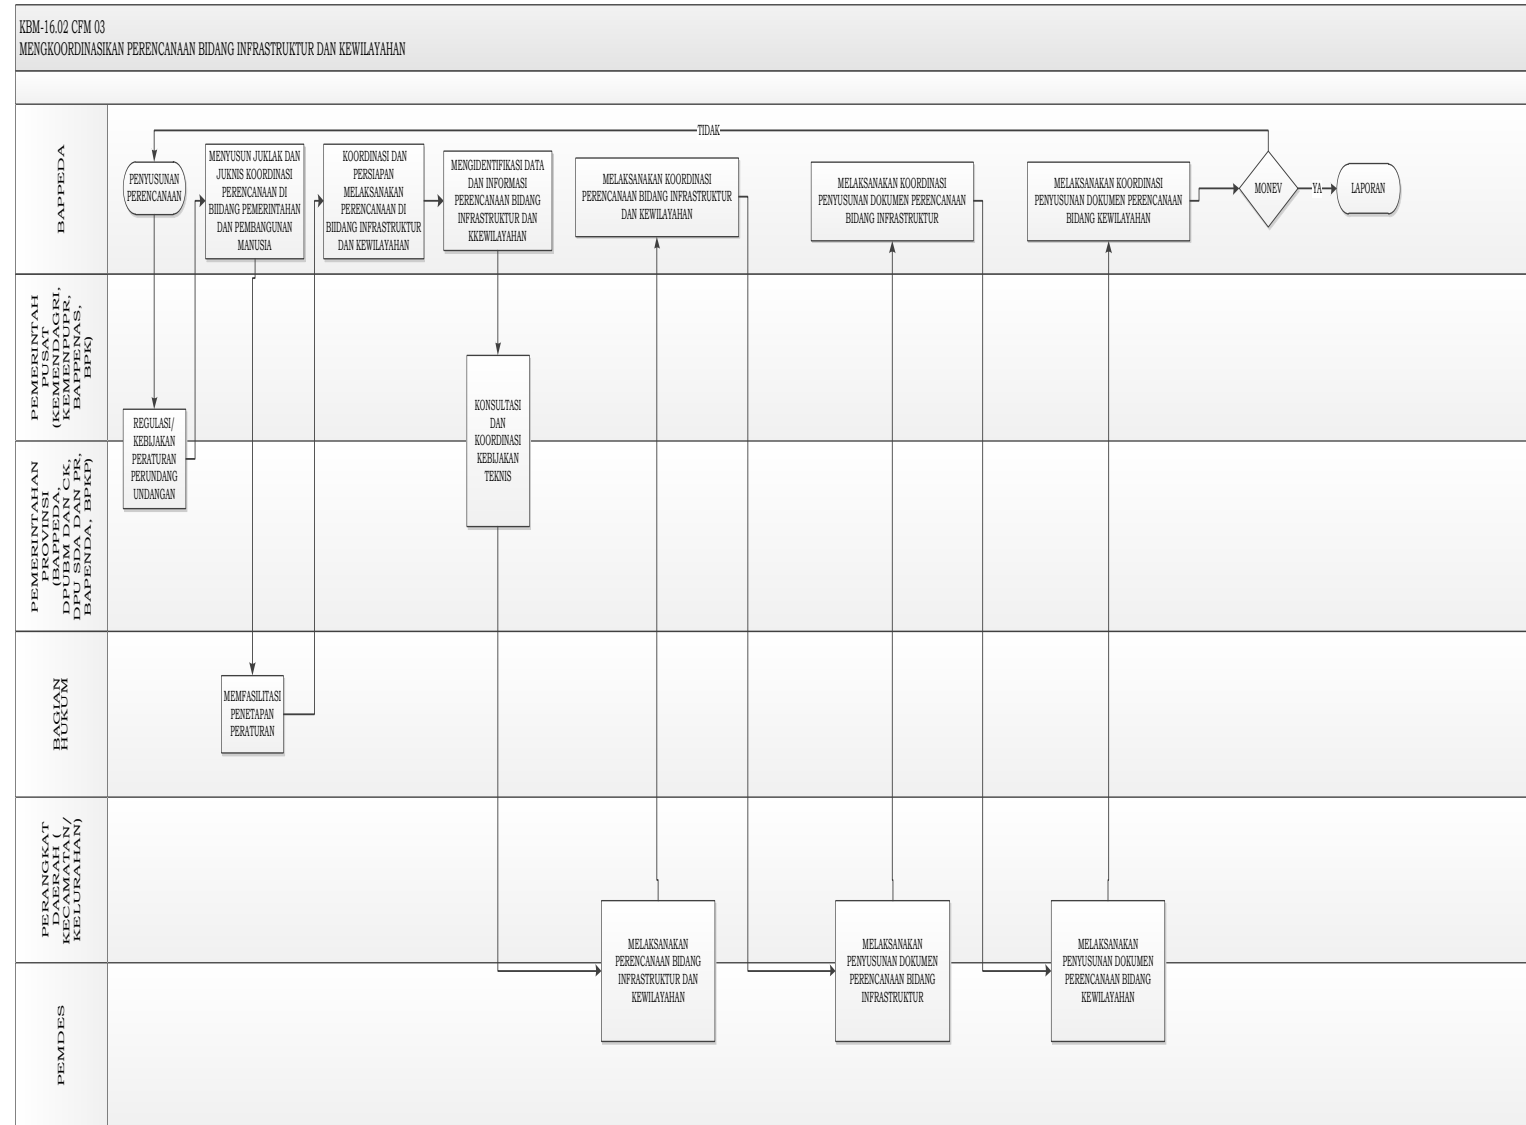 KBM-16.02 CFM 03
MENGKOORDINASIKAN PERENCANAAN BIDANG INFRASTRUKTUR DAN KEWILAYAHAN
BAPPEDA
TIDAK
PENYUSUNAN
PERENCANAAN
MENYUSUN JUKLAK DAN
JUKNIS KOORDINASI
PERENCANAAN DI
BIIDANG PEMERINTAHAN
DAN PEMBANGUNAN
MANUSIA
KOORDINASI DAN
PERSIAPAN
MELAKSANAKAN
PERENCANAAN DI
BIIDANG INFRASTRUKTUR
DAN KEWILAYAHAN
MENGIDENTIFIKASI DATA
DAN INFORMASI
PERENCANAAN BIDANG
INFRASTRUKTUR DAN
KKEWILAYAHAN
MELAKSANAKAN KOORDINASI
PERENCANAAN BIDANG INFRASTRUKTUR
DAN KEWILAYAHAN
MELAKSANAKAN KOORDINASI
PENYUSUNAN DOKUMEN PERENCANAAN
BIDANG INFRASTRUKTUR
MELAKSANAKAN KOORDINASI
PENYUSUNAN DOKUMEN PERENCANAAN
BIDANG KEWILAYAHAN
MONEV
YA
LAPORAN
PEMERINTAH
PUSAT
(KEMENDAGRI,
KEMENPUPR,
BAPPENAS,
BPK)
REGULASI/
KEBIJAKAN
PERATURAN
PERUNDANG
UNDANGAN
KONSULTASI
DAN
KOORDINASI
KEBIJAKAN
TEKNIS
PEMERINTAHAN
PROVINSI
(BAPPEDA,
DPUBM DAN CK,
DPU SDA DAN PR,
BAPENDA, BPKP)
BAGIAN
HUKUM
MEMFASILITASI
PENETAPAN
PERATURAN
PERANGKAT
DAERAH (
KECAMATAN/
KELURAHAN)
MELAKSANAKAN
PERENCANAAN BIDANG
INFRASTRUKTUR DAN
KEWILAYAHAN
MELAKSANAKAN
PENYUSUNAN DOKUMEN
PERENCANAAN BIDANG
INFRASTRUKTUR
MELAKSANAKAN
PENYUSUNAN DOKUMEN
PERENCANAAN BIDANG
KEWILAYAHAN
PEMDES